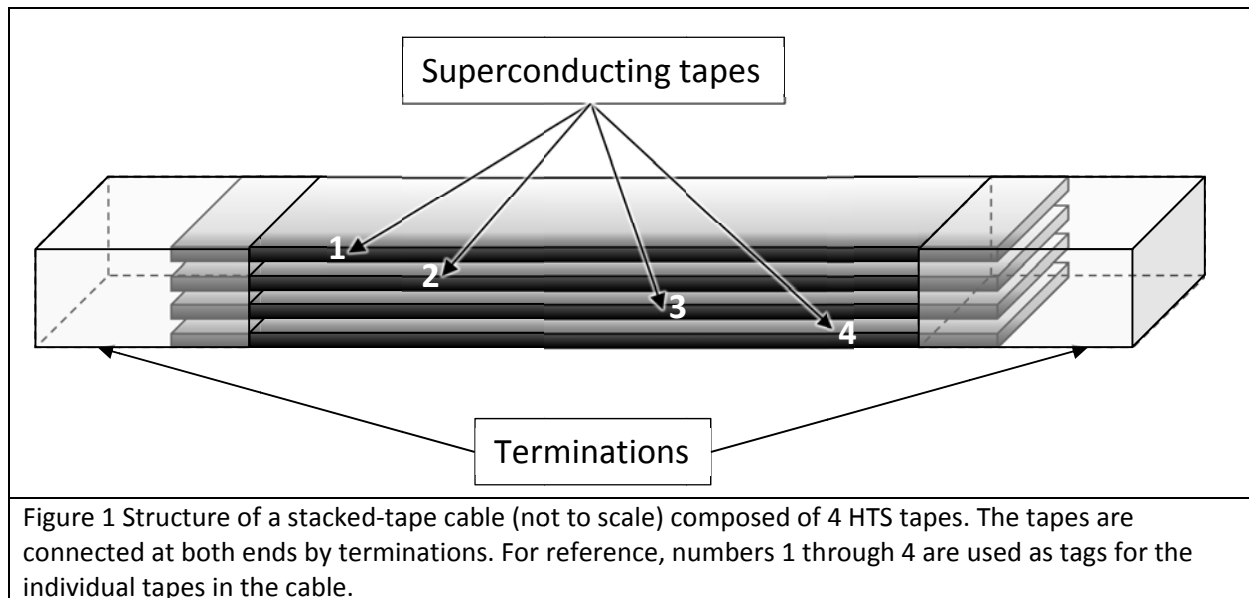 Superconducting tapes
1
2
3
4
Terminations
Figure 1 Structure of a stacked-tape cable (not to scale) composed of 4 HTS tapes. The tapes are
connected at both ends by terminations. For reference, numbers 1 through 4 are used as tags for the
individual tapes in the cable.